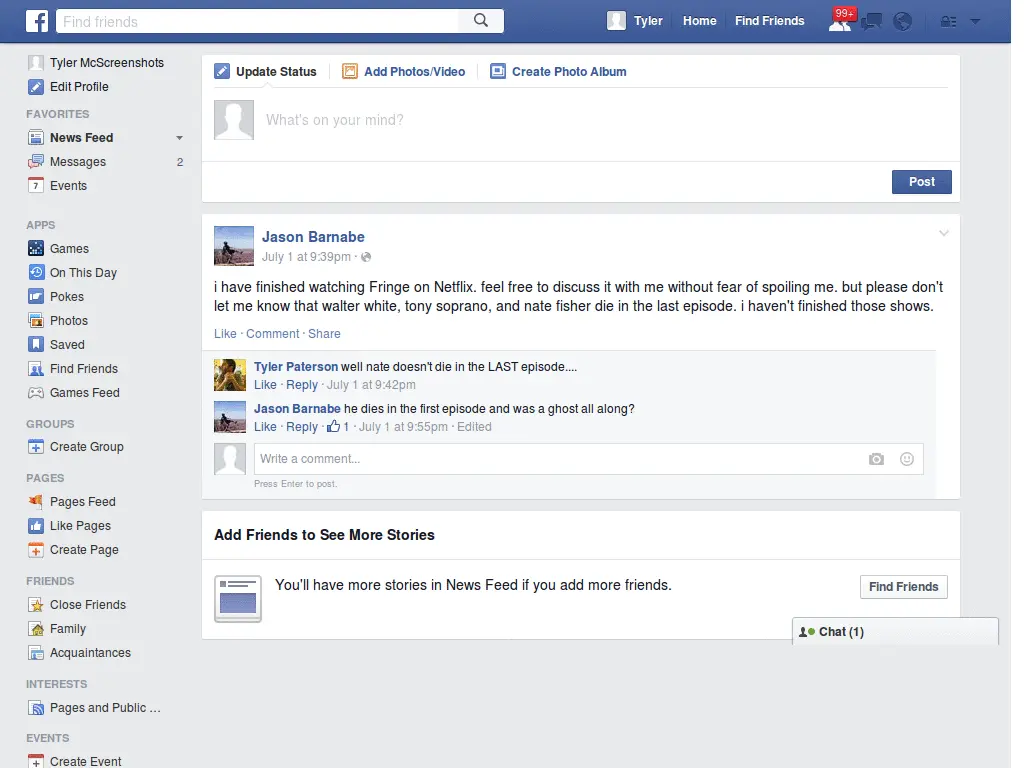 f
Find friends
Tyler
Home
Find Friends
99+
Tyler McScreenshots
Edit Profile
FAVORITES
News Feed
Messages 2
7 Events
APPS
Games
On This Day
Pokes
Photos
Saved
Find Friends
Games Feed
GROUPS
Create Group
PAGES
Pages Feed
Like Pages
Create Page
FRIENDS
Close Friends
Family
Acquaintances
INTERESTS
Pages and Public ...
EVENTS
Create Event
Update Status
Add Photos/Video
Create Photo Album
What's on your mind?
Post
Jason Barnabe
July 1 at 9:39pm ·
i have finished watching Fringe on Netflix. feel free to discuss it with me without fear of spoiling me. but please don't
let me know that walter white, tony soprano, and nate fisher die in the last episode. i haven't finished those shows.
Like · Comment · Share
Tyler Paterson well nate doesn't die in the LAST episode....
Like · Reply · July 1 at 9:42pm
Jason Barnabe he dies in the first episode and was a ghost all along?
Like · Reply · 1 · July 1 at 9:55pm · Edited
Write a comment...
Press Enter to post.
Add Friends to See More Stories
You'll have more stories in News Feed if you add more friends.
Find Friends
Chat (1)